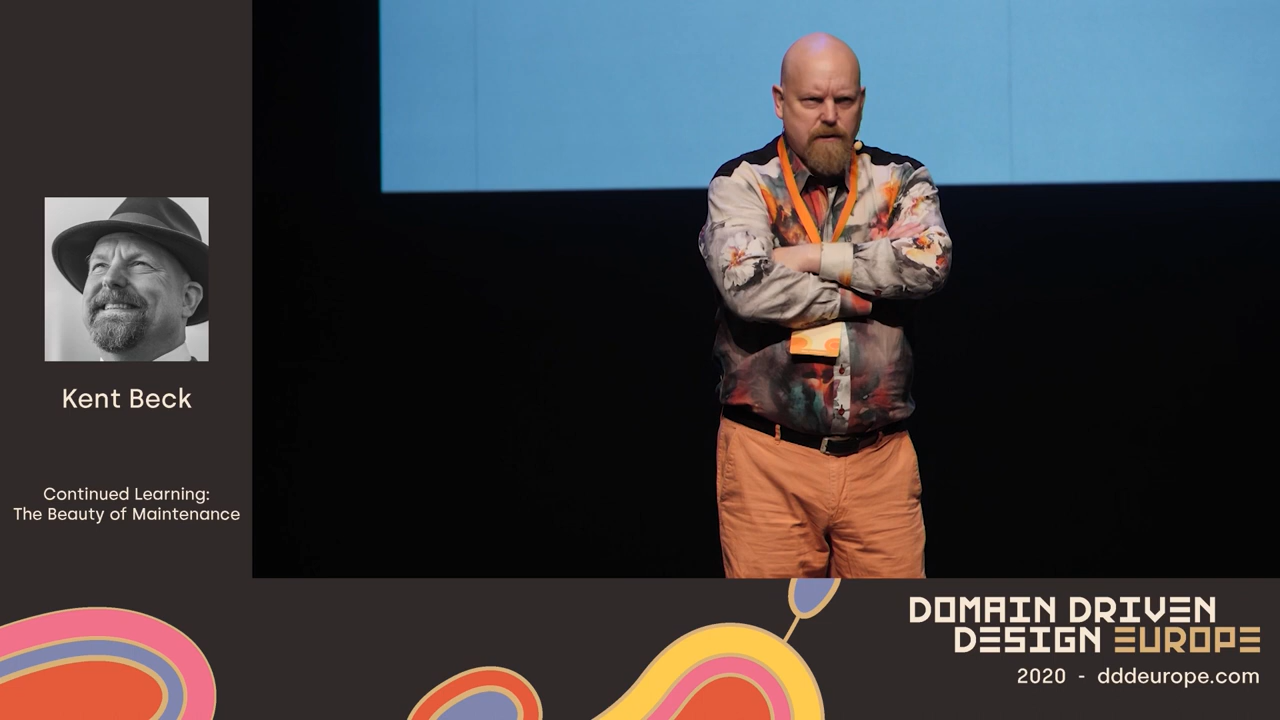 Kent Beck
Continued Learning:
The Beauty of Maintenance
DOMAIN DRIVEN
DESIGN EUROPE
2020 - dddeurope.com